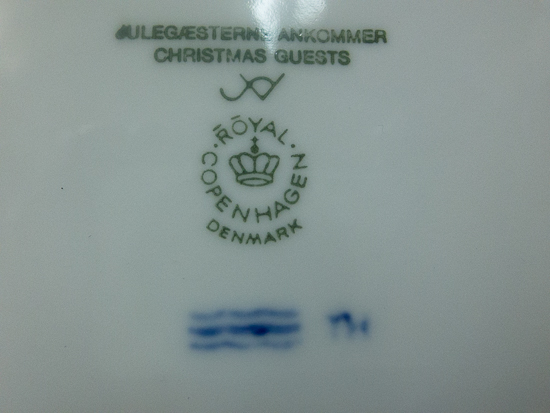 JULEGÆSTERNE ANKOMMER
CHRISTMAS GUESTS
ROYAL
COPENHAGEN
DENMARK